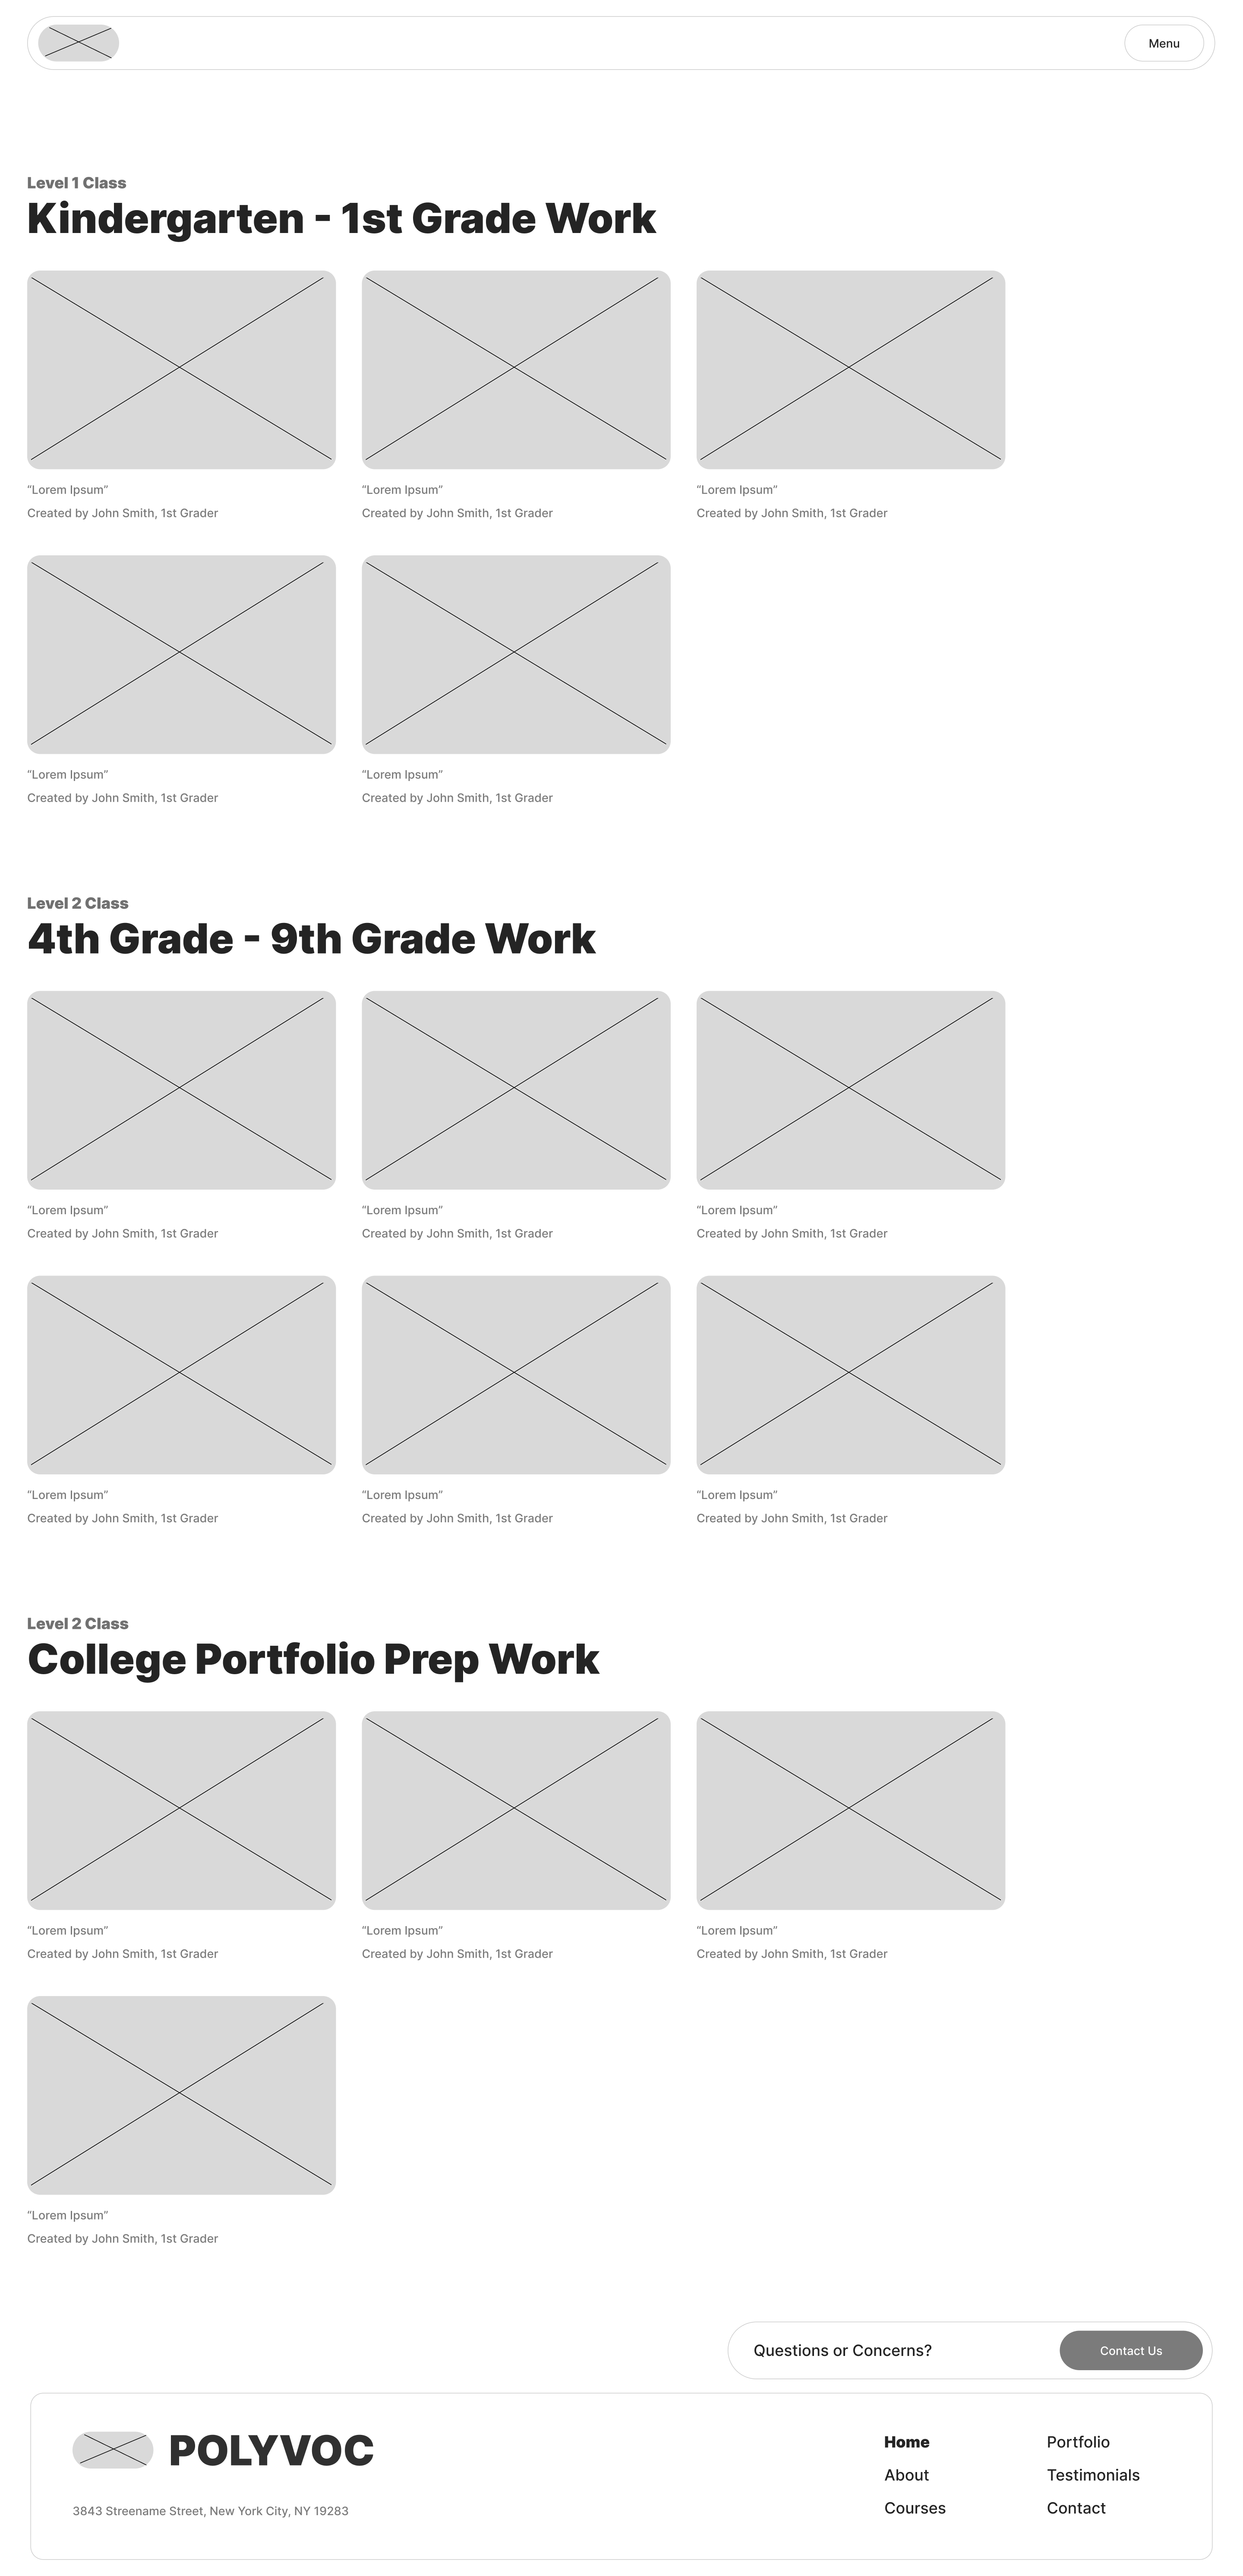 Menu
Level 1 Class
Kindergarten - 1st Grade Work
“Lorem Ipsum”
Created by John Smith, 1st Grader
“Lorem Ipsum”
Created by John Smith, 1st Grader
“Lorem Ipsum”
Created by John Smith, 1st Grader
“Lorem Ipsum”
Created by John Smith, 1st Grader
“Lorem Ipsum”
Created by John Smith, 1st Grader
Level 2 Class
4th Grade - 9th Grade Work
“Lorem Ipsum”
Created by John Smith, 1st Grader
“Lorem Ipsum”
Created by John Smith, 1st Grader
“Lorem Ipsum”
Created by John Smith, 1st Grader
“Lorem Ipsum”
Created by John Smith, 1st Grader
“Lorem Ipsum”
Created by John Smith, 1st Grader
“Lorem Ipsum”
Created by John Smith, 1st Grader
Level 2 Class
College Portfolio Prep Work
“Lorem Ipsum”
Created by John Smith, 1st Grader
“Lorem Ipsum”
Created by John Smith, 1st Grader
“Lorem Ipsum”
Created by John Smith, 1st Grader
“Lorem Ipsum”
Created by John Smith, 1st Grader
Questions or Concerns?
Contact Us
POLYVOC
3843 Streename Street, New York City, NY 19283
Home
About
Courses
Portfolio
Testimonials
Contact